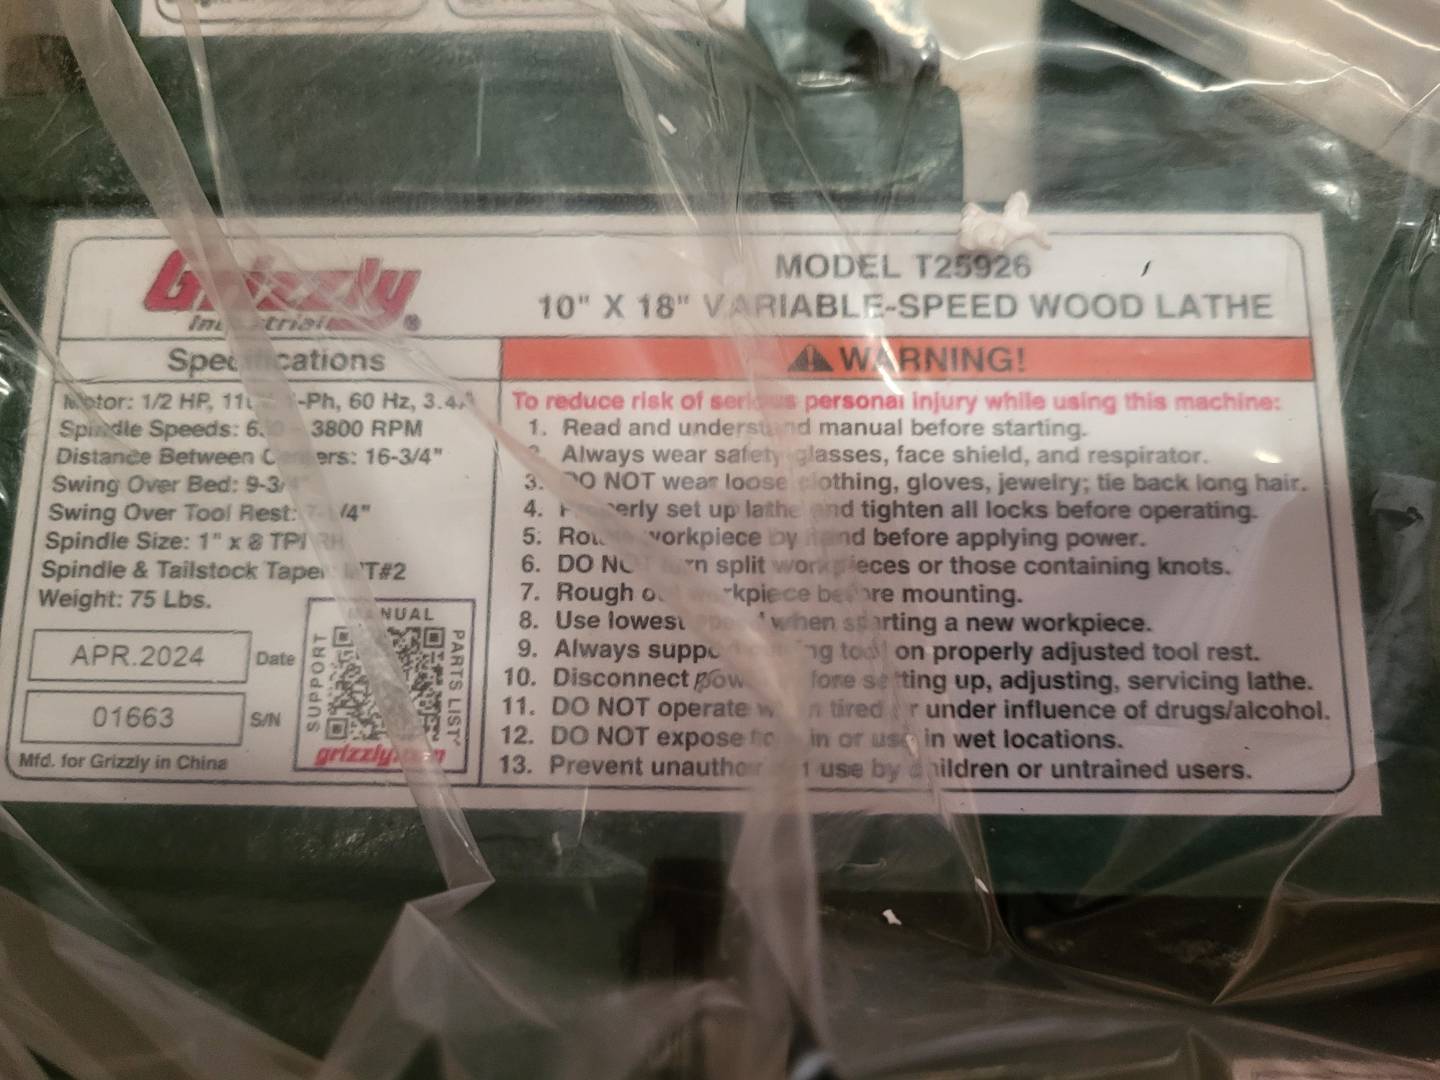 Grizzly
Industrial®
MODEL T25926
10" X 18" VARIABLE-SPEED WOOD LATHE
Specifications
Motor: 1/2 HP, 60 Hz,
Spindle Speeds: 3800 RPM
Distance Between Centers: 16-3/4"
Swing Over Bed:
Swing Over Tool Rest:
Spindle Size: 1" x 8 TPI RH
Spindle & Tailstock Taper: MT#2
Weight: 75 Lbs.
APR.2024 Date
01663 S/N
Mfd. for Grizzly in China
MANUAL
SUPPORT
PARTS LIST
grizzly.com
WARNING!
To reduce risk of serious personal injury while using this machine:
1. Read and understand manual before starting.
2. Always wear safety glasses, face shield, and respirator.
3. DO NOT wear loose clothing, gloves, jewelry; tie back long hair.
4. Properly set up lathe and tighten all locks before operating.
5. Rotate workpiece by hand before applying power.
6. DO NOT turn split workpieces or those containing knots.
7. Rough out workpiece before mounting.
8. Use lowest speed when starting a new workpiece.
9. Always support cutting tool on properly adjusted tool rest.
10. Disconnect power before setting up, adjusting, servicing lathe.
11. DO NOT operate when tired or under influence of drugs/alcohol.
12. DO NOT expose to rain or use in wet locations.
13. Prevent unauthorized use by children or untrained users.